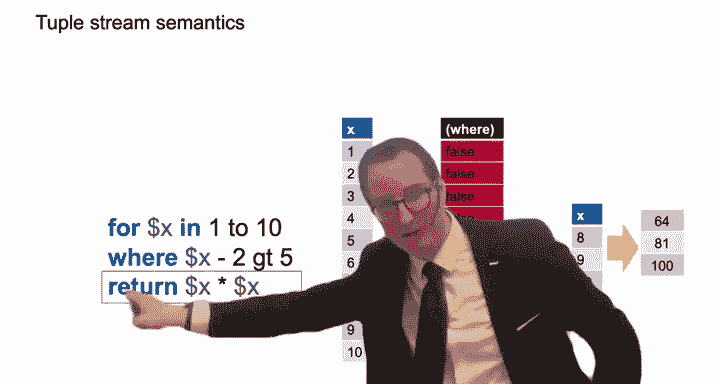 Tuple stream semantics
for $x in 1 to 10
where $x - 2 gt 5
return $x * $x
x
1
2
3
4
5
6
9
10
(where)
false
false
false
x
8
9
64
81
100